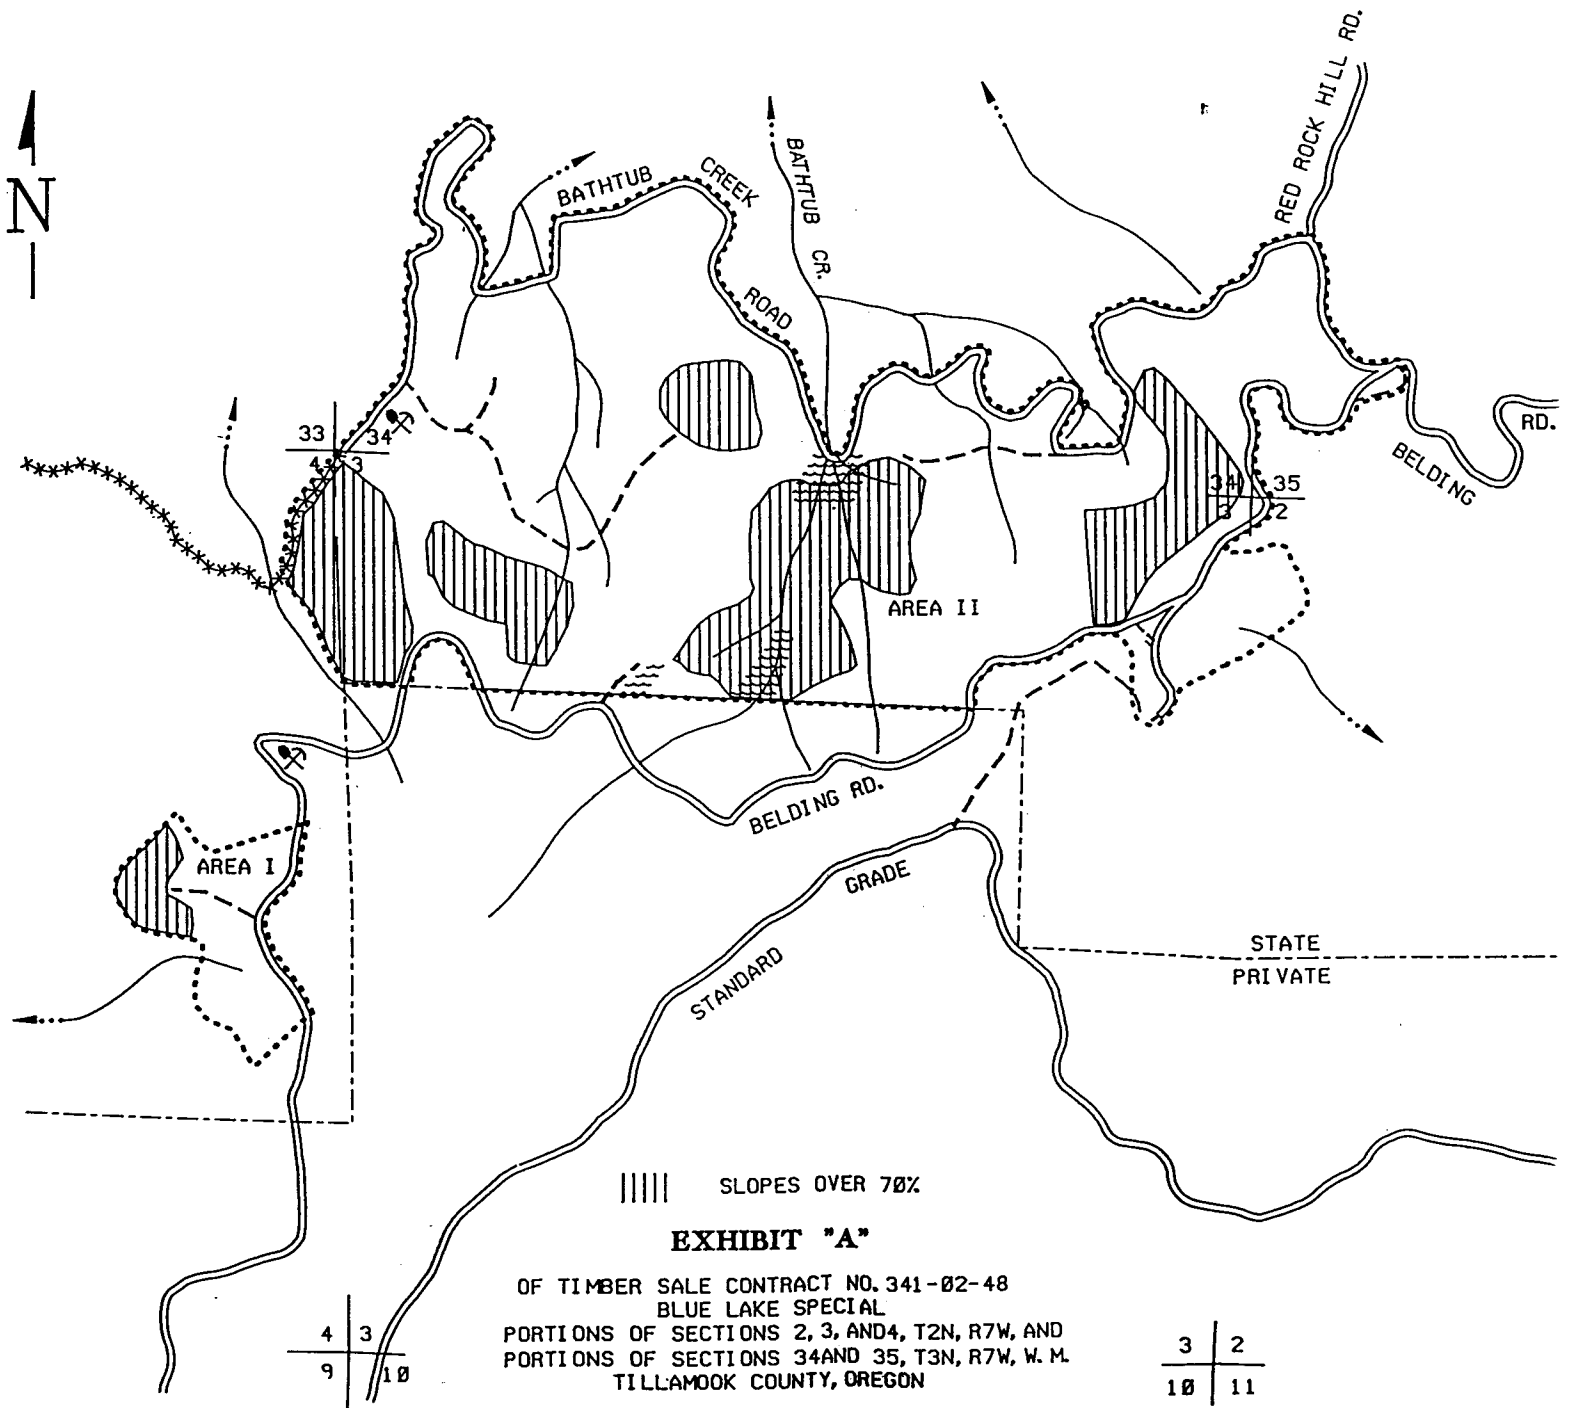 RED ROCK HILL RD.
N
BATHTUB CREEK
ROAD
BATHTUB CR.
33 34
4 3
RD.
BELDING
34 35
3 2
AREA II
BELDING RD.
AREA I
GRADE
STANDARD
STATE
PRIVATE
SLOPES OVER 70%
EXHIBIT "A"
OF TIMBER SALE CONTRACT NO. 341-02-48
BLUE LAKE SPECIAL
PORTIONS OF SECTIONS 2, 3, AND4, T2N, R7W, AND
PORTIONS OF SECTIONS 34AND 35, T3N, R7W, W. M.
TILLAMOOK COUNTY, OREGON
4 3
9 10
3 2
10 11